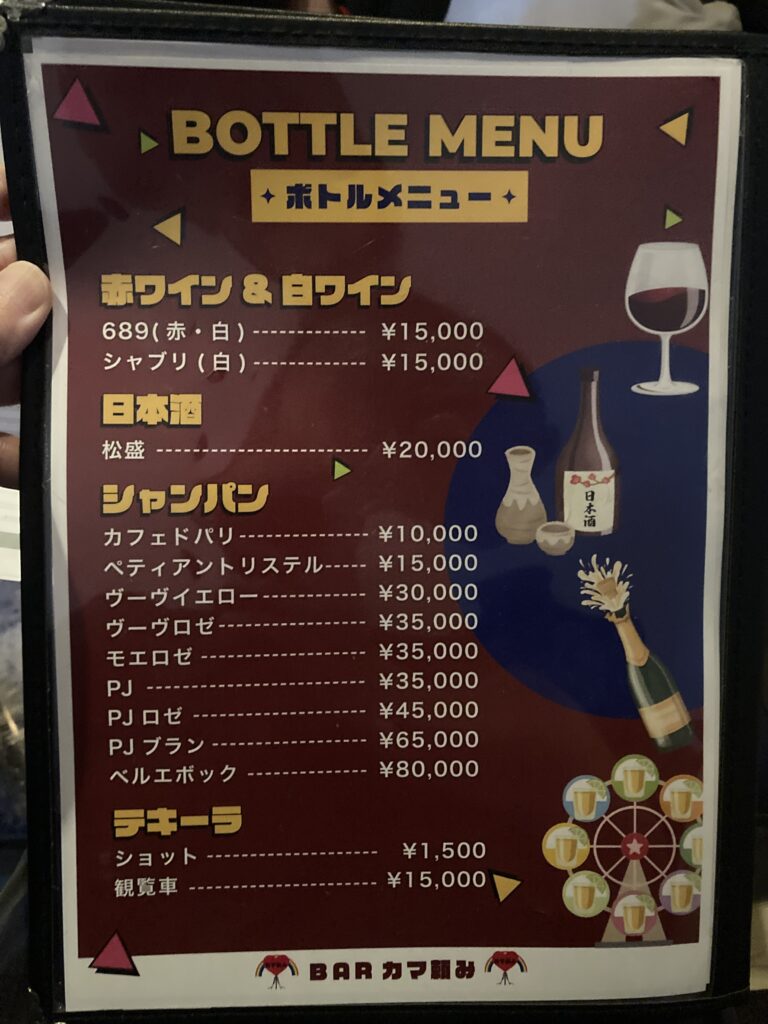 BOTTLE MENU
ボトルメニュー
赤ワイン & 白ワイン
689(赤・白) ------------- ¥15,000
シャブリ(白)------------- ¥15,000
日本酒
松盛 ------------------------ ¥20,000
日本酒
シャンパン
カフェドパリ--------------- ¥10,000
ペティアントリステル----- ¥15,000
ヴーヴイエロー------------ ¥30,000
ヴーヴロゼ----------------- ¥35,000
モエロゼ ------------------- ¥35,000
PJ ------------------------- ¥35,000
PJ ロゼ -------------------- ¥45,000
PJ ブラン ------------------ ¥65,000
ベルエボック -------------- ¥80,000
テキーラ
ショット -------------------- ¥1,500
観覧車 ---------------------- ¥15,000
BAR カマ頼み